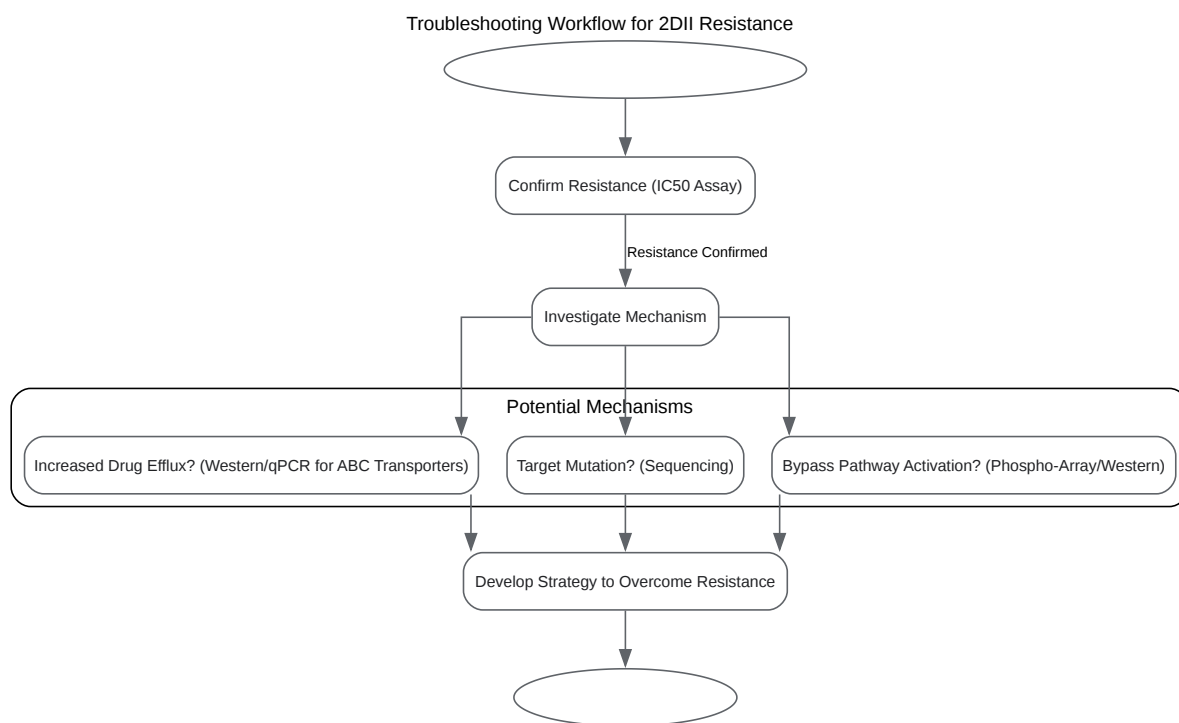 Troubleshooting Workflow for 2DII Resistance
Confirm Resistance (IC50 Assay)
Resistance Confirmed
Investigate Mechanism
Potential Mechanisms
Increased Drug Efflux? (Western/qPCR for ABC Transporters)
Target Mutation? (Sequencing)
Bypass Pathway Activation? (Phospho-Array/Western)
Develop Strategy to Overcome Resistance